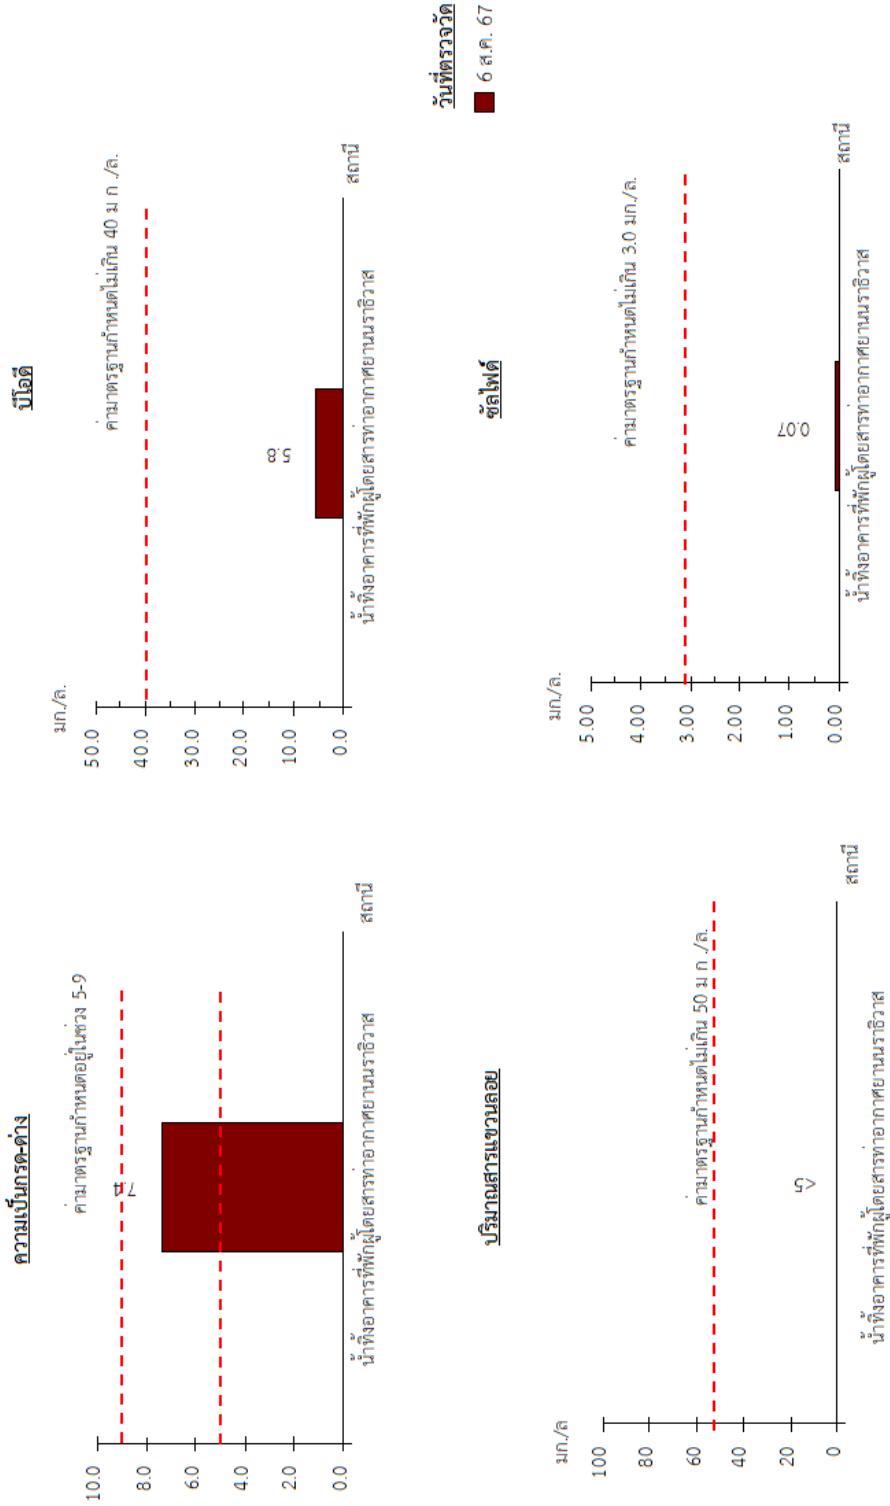 ความเป็นกรด-ด่าง
ค่ามาตรฐานกำหนดอยู่ในช่วง 5-9
10.0
8.0
6.0
4.0
2.0
0.0
7.4
สถานี
น้ำทิ้งอาคารที่พักผู้โดยสารท่าอากาศยานนราธิวาส
บีโอดี
มก./ล.
ค่ามาตรฐานกำหนดไม่เกิน 40 ม ก ./ล.
50.0
40.0
30.0
20.0
10.0
0.0
5.8
สถานี
น้ำทิ้งอาคารที่พักผู้โดยสารท่าอากาศยานนราธิวาส
วันที่ตรวจวัด
6 ส.ค. 67
ปริมาณสารแขวนลอย
มก./ล
100
80
60
40
20
0
ค่ามาตรฐานกำหนดไม่เกิน 50 ม ก ./ล.
<5
สถานี
น้ำทิ้งอาคารที่พักผู้โดยสารท่าอากาศยานนราธิวาส
ซัลไฟด์
มก./ล.
ค่ามาตรฐานกำหนดไม่เกิน 3.0 มก./ล.
5.00
4.00
3.00
2.00
1.00
0.00
0.07
สถานี
น้ำทิ้งอาคารที่พักผู้โดยสารท่าอากาศยานนราธิวาส